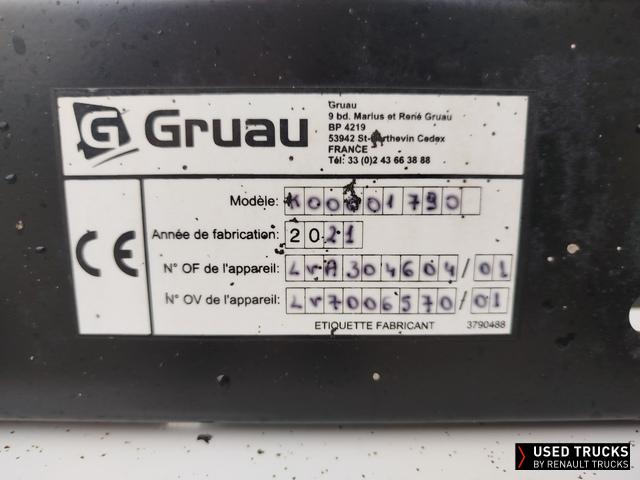 Gruau
Gruau
9 bd. Marius et René Gruau
BP 4219
53942 St-Berthevin Cedex
FRANCE
Tél: 33 (0)2 43 66 38 88
CE
Modèle: K00001790
Année de fabrication: 2021
N° OF de l'appareil: LVA304604/01
N° OV de l'appareil: LV7006570/01
ETIQUETTE FABRICANT 3790488
USED TRUCKS
BY RENAULT TRUCKS